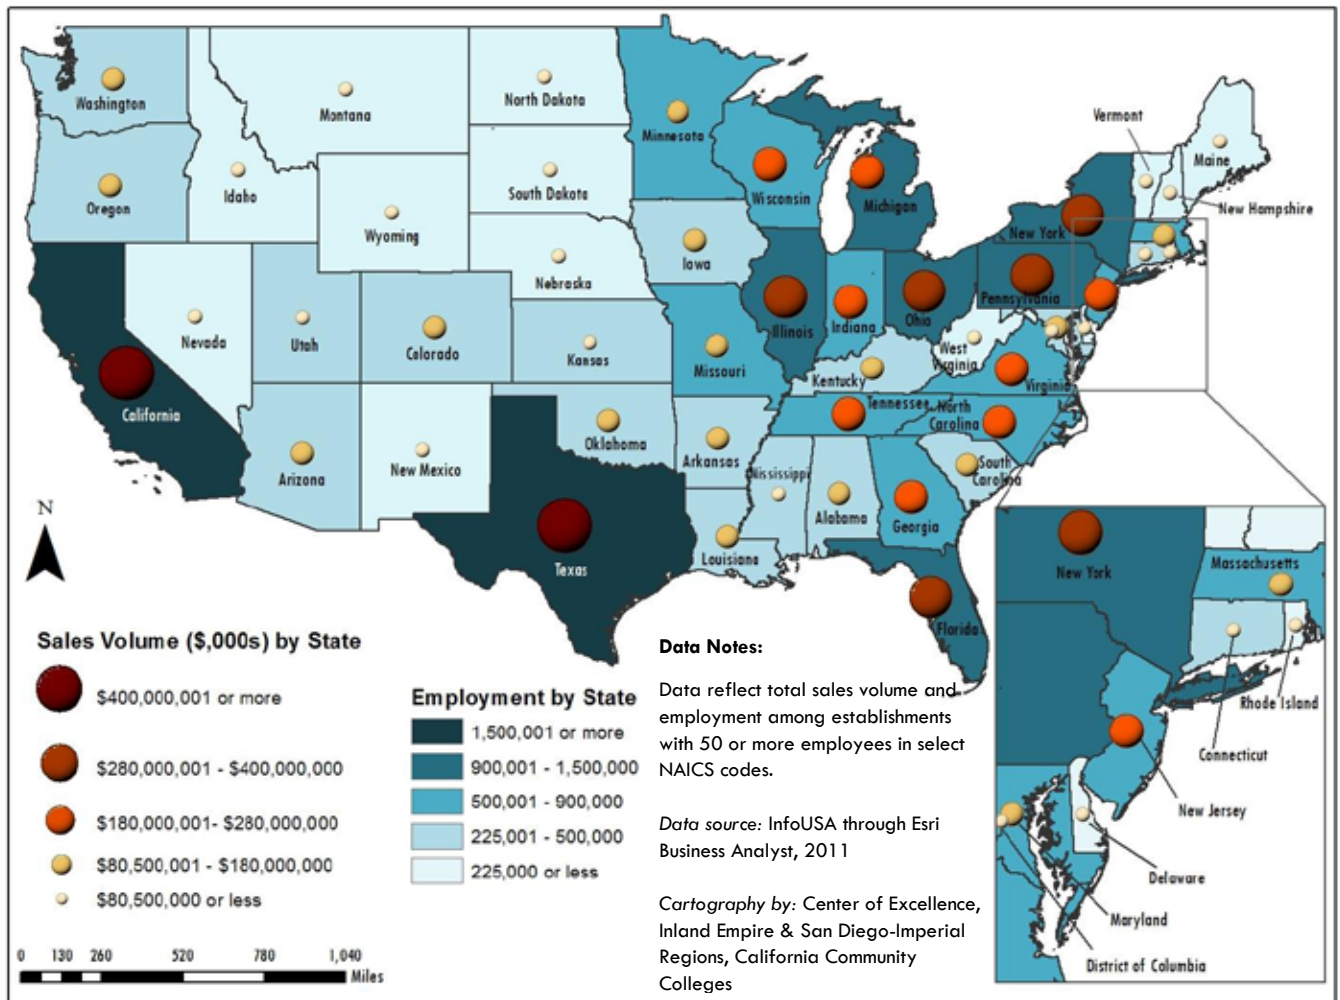 Washington
Montana
North Dakota
Minnesota
Vermont
Maine
Oregon
Idaho
South Dakota
Wisconsin
Michigan
New Hampshire
Wyoming
Iowa
New York
Nebraska
Nevada
Utah
Colorado
Kansas
Missouri
Illinois
Indiana
Ohio
Pennsylvania
West
Virginia
Virginia
Kentucky
California
Tennessee
North
Carolina
Oklahoma
Arkansas
Arizona
New Mexico
Mississippi
Alabama
Georgia
South
Carolina
Louisiana
Texas
Florida
N
New York
Massachusetts
Rhode Island
Connecticut
New Jersey
Delaware
Maryland
District of Columbia
Sales Volume ($,000s) by State
$400,000,001 or more
$280,000,001 - $400,000,000
$180,000,001- $280,000,000
$80,500,001 - $180,000,000
$80,500,000 or less
0 130 260 520 780 1,040
Miles
Employment by State
1,500,001 or more
900,001 - 1,500,000
500,001 - 900,000
225,001 - 500,000
225,000 or less
Data Notes:
Data reflect total sales volume and
employment among establishments
with 50 or more employees in select
NAICS codes.
Data source: InfoUSA through Esri
Business Analyst, 2011
Cartography by: Center of Excellence,
Inland Empire & San Diego-Imperial
Regions, California Community
Colleges